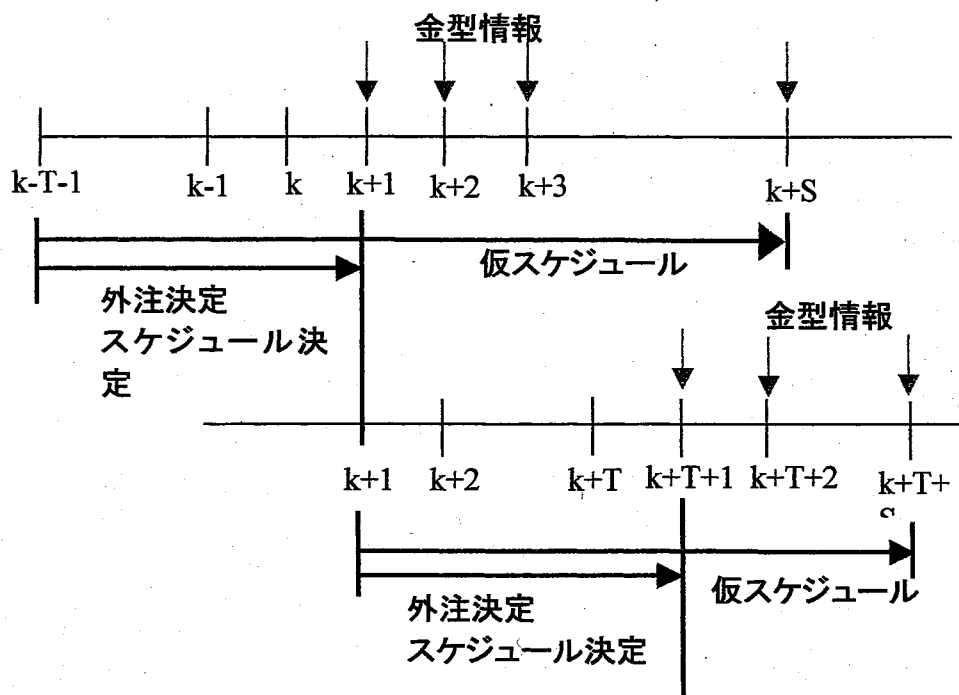 金型情報
k-T-1
k-1
k
k+1
k+2
k+3
k+S
仮スケジュール
外注決定
スケジュール決
定
金型情報
k+1
k+2
k+T
k+T+1
k+T+2
k+T+
仮スケジュール
外注決定
スケジュール決定